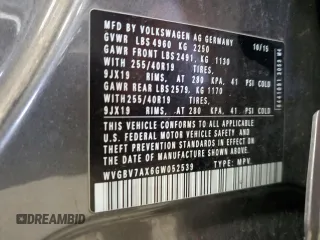 MFD BY VOLKSWAGEN AG GERMANY 10/15
GVWR LBS 4960 KG 2250
GAWR FRONT LBS 2491, KG 1130
WITH 255/40R19 TIRES,
9JX19 RIMS, AT 280 KPA, 41 PSI COLD
GAWR REAR LBS 2579, KG 1170
WITH 255/40R19 TIRES,
9JX19 RIMS, AT 280 KPA, 41 PSI COLD
THIS VEHICLE CONFORMS TO ALL APPLICABLE
U.S. FEDERAL MOTOR VEHICLE SAFETY AND
THEFT PREVENTION STANDARDS IN EFFECT ON
THE DATE OF MANUFACTURE SHOWN ABOVE.
WVGBV7AX6GW052539 TYPE: MPV.
DREAMBID